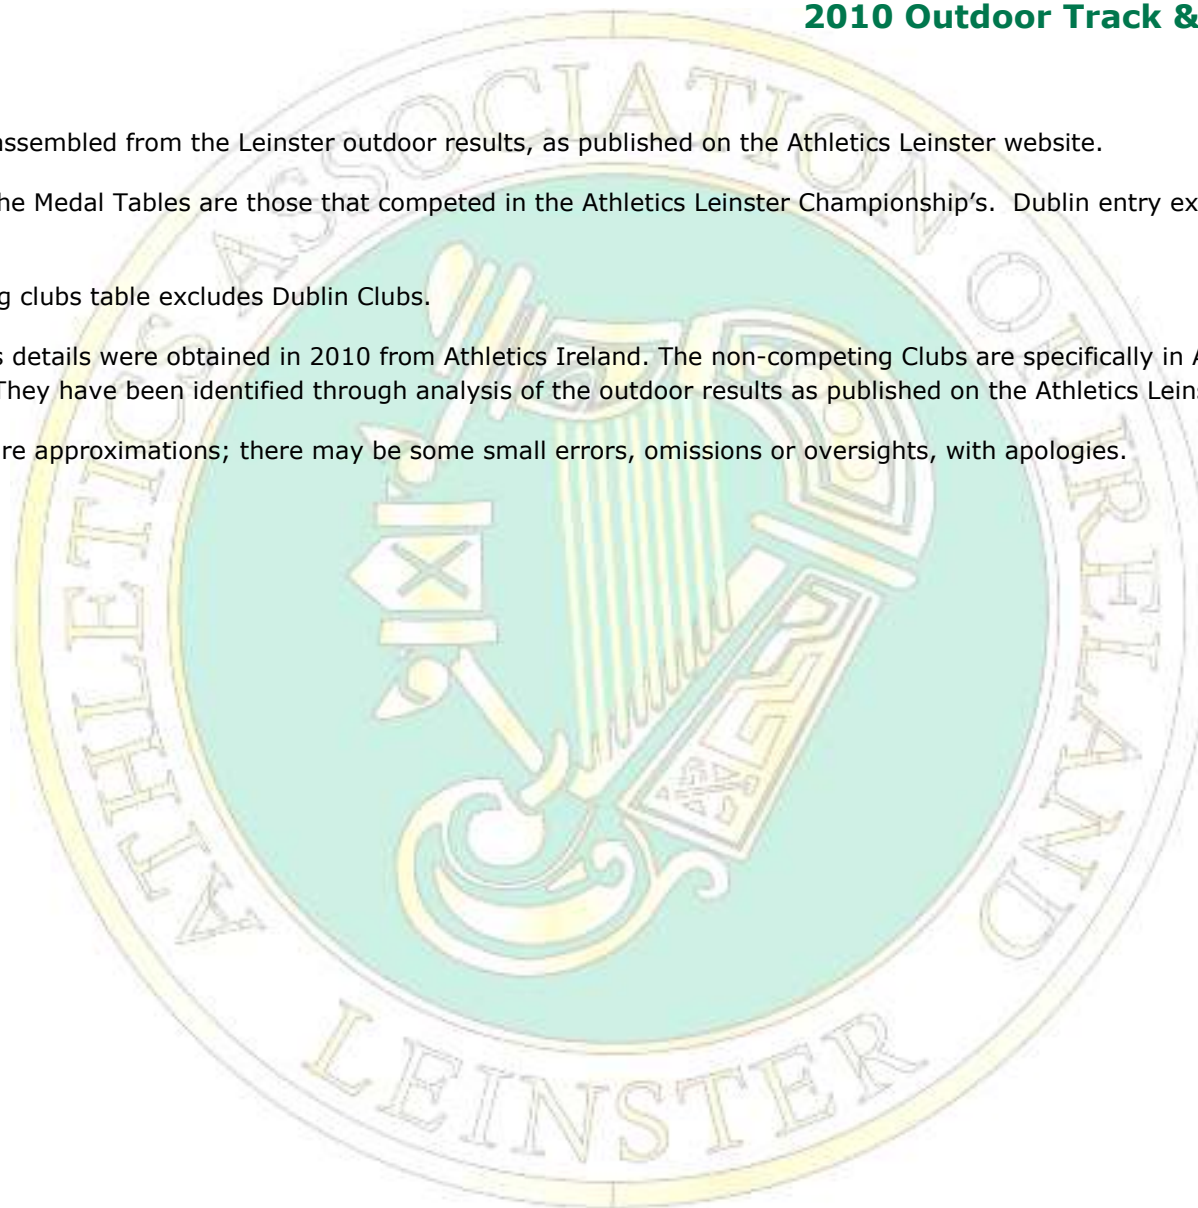 2010 Outdoor Track &
assembled from the Leinster outdoor results, as published on the Athletics Leinster website.
he Medal Tables are those that competed in the Athletics Leinster Championship's. Dublin entry ex
g clubs table excludes Dublin Clubs.
s details were obtained in 2010 from Athletics Ireland. The non-competing Clubs are specifically in A
They have been identified through analysis of the outdoor results as published on the Athletics Leins
re approximations; there may be some small errors, omissions or oversights, with apologies.
ATHLETICS ASSOCIATION OF IRELAND
LEINSTER